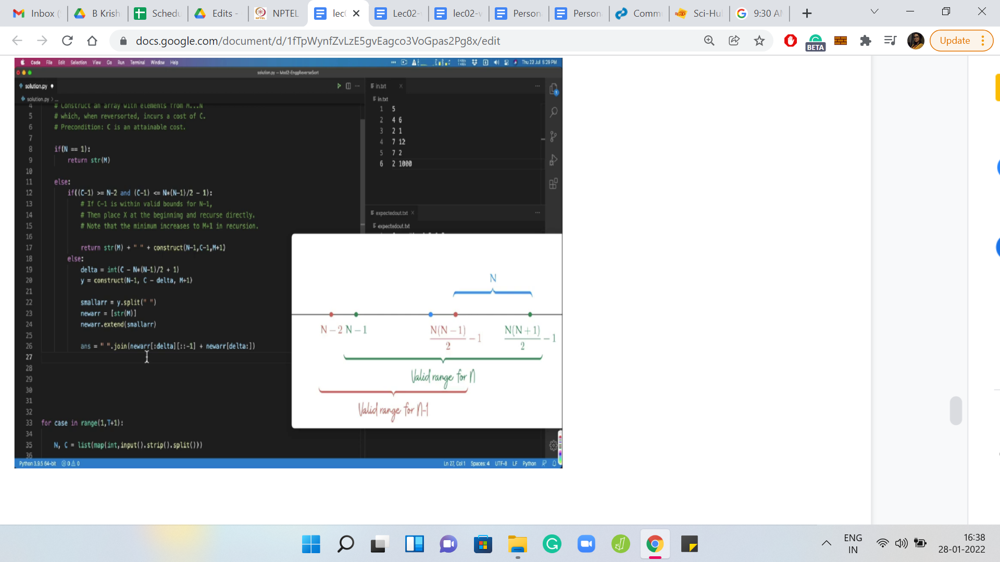 Inbox (
B Krish
Schedu
Edits -
NPTEL
lec
Lec02-
lec02-v
Person
Person
Commu
Sci-Hul
9:30 AM
docs.google.com/document/d/1fTpWynfZvLzE5gvEagco3VoGpas2Pg8x/edit
BETA
Update
Code File Edit Selection View Go Run Terminal Window Help
Thu 22 Jul 5:29 PM
solution.py — Mod2-EnggReverseSort
solution.py
in.txt
solution.py > ...
in.txt
4 # Construct an array with elements from M...N
5 # which, when reversorted, incurs a cost of C.
6 # Precondition: C is an attainable cost.
7
8 if(N == 1):
9 return str(M)
10
11 else:
12 if((C-1) >= N-2 and (C-1) <= N*(N-1)/2 - 1):
13 # If C-1 is within valid bounds for N-1,
14 # Then place X at the beginning and recurse directly.
15 # Note that the minimum increases to M+1 in recursion.
16
17 return str(M) + " " + construct(N-1,C-1,M+1)
18 else:
19 delta = int(C - N*(N-1)/2 + 1)
20 y = construct(N-1, C - delta, M+1)
21
22 smallarr = y.split(" ")
23 newarr = [str(M)]
24 newarr.extend(smallarr)
25
26 ans = " ".join(newarr[:delta][::-1] + newarr[delta:])
27
28
29
30
31
32
33 for case in range(1,T+1):
34
35 N, C = list(map(int,input().strip().split()))
36
1 5
2 4 6
3 2 1
4 7 12
5 7 2
6 2 1000
expectedout.txt
expectedout.txt
N
N − 2 N − 1
N(N − 1)/2 − 1
N(N + 1)/2 − 1
Valid range for N
Valid range for N-1
Python 3.9.5 64-bit 0 0
Ln 27, Col 1 Spaces: 4 UTF-8 LF Python
ENG
IN
16:38
28-01-2022